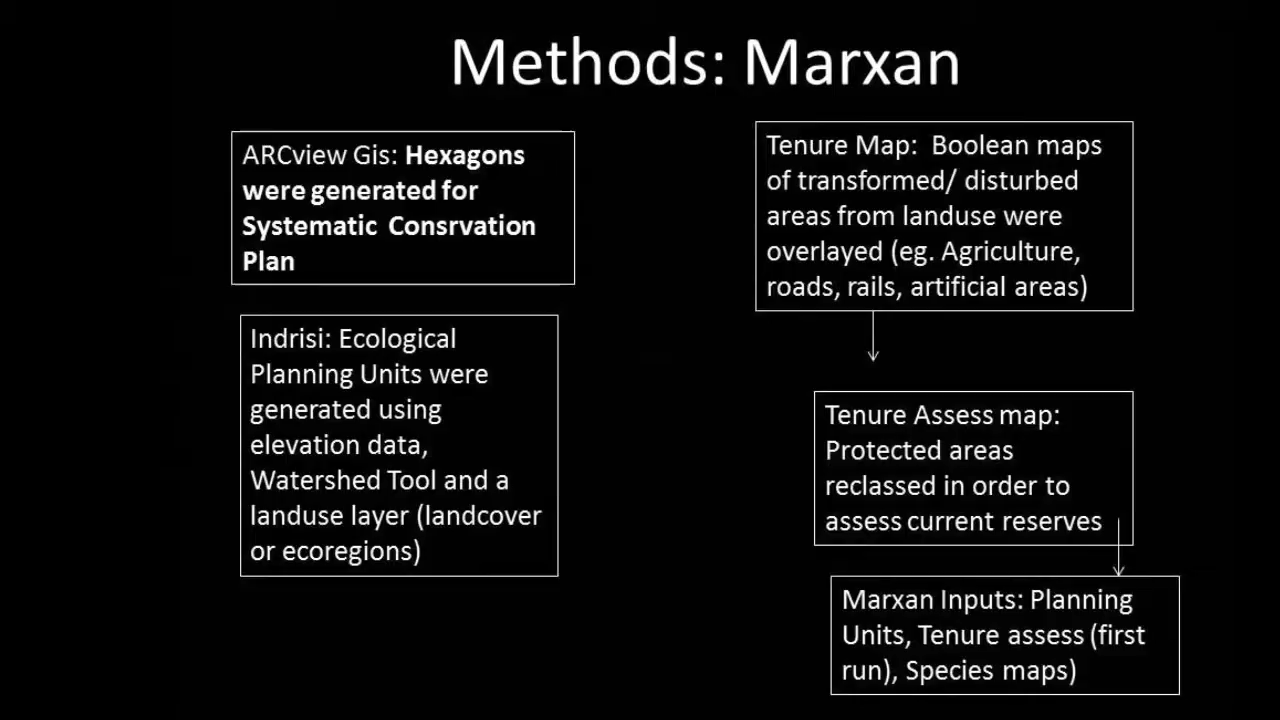 Methods: Marxan
ARCview Gis: Hexagons
were generated for
Systematic Consrvation
Plan
Indrisi: Ecological
Planning Units were
generated using
elevation data,
Watershed Tool and a
landuse layer (landcover
or ecoregions)
Tenure Map: Boolean maps
of transformed/ disturbed
areas from landuse were
overlayed (eg. Agriculture,
roads, rails, artificial areas)
Tenure Assess map:
Protected areas
reclassed in order to
assess current reserves
Marxan Inputs: Planning
Units, Tenure assess (first
run), Species maps)